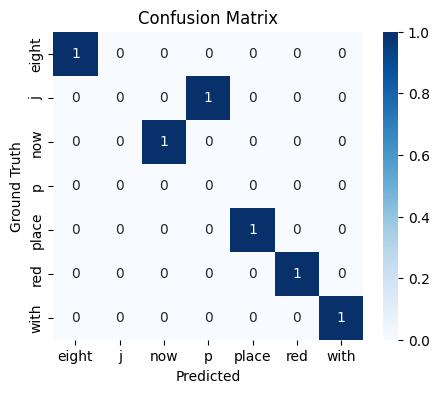 Confusion Matrix
eight 1 0 0 0 0 0 0
j 0 0 0 1 0 0 0
now 0 0 1 0 0 0 0
p 0 0 0 0 0 0 0
place 0 0 0 0 1 0 0
red 0 0 0 0 0 1 0
with 0 0 0 0 0 0 1
eight j now p place red with
Ground Truth
Predicted
1.0
0.8
0.6
0.4
0.2
0.0